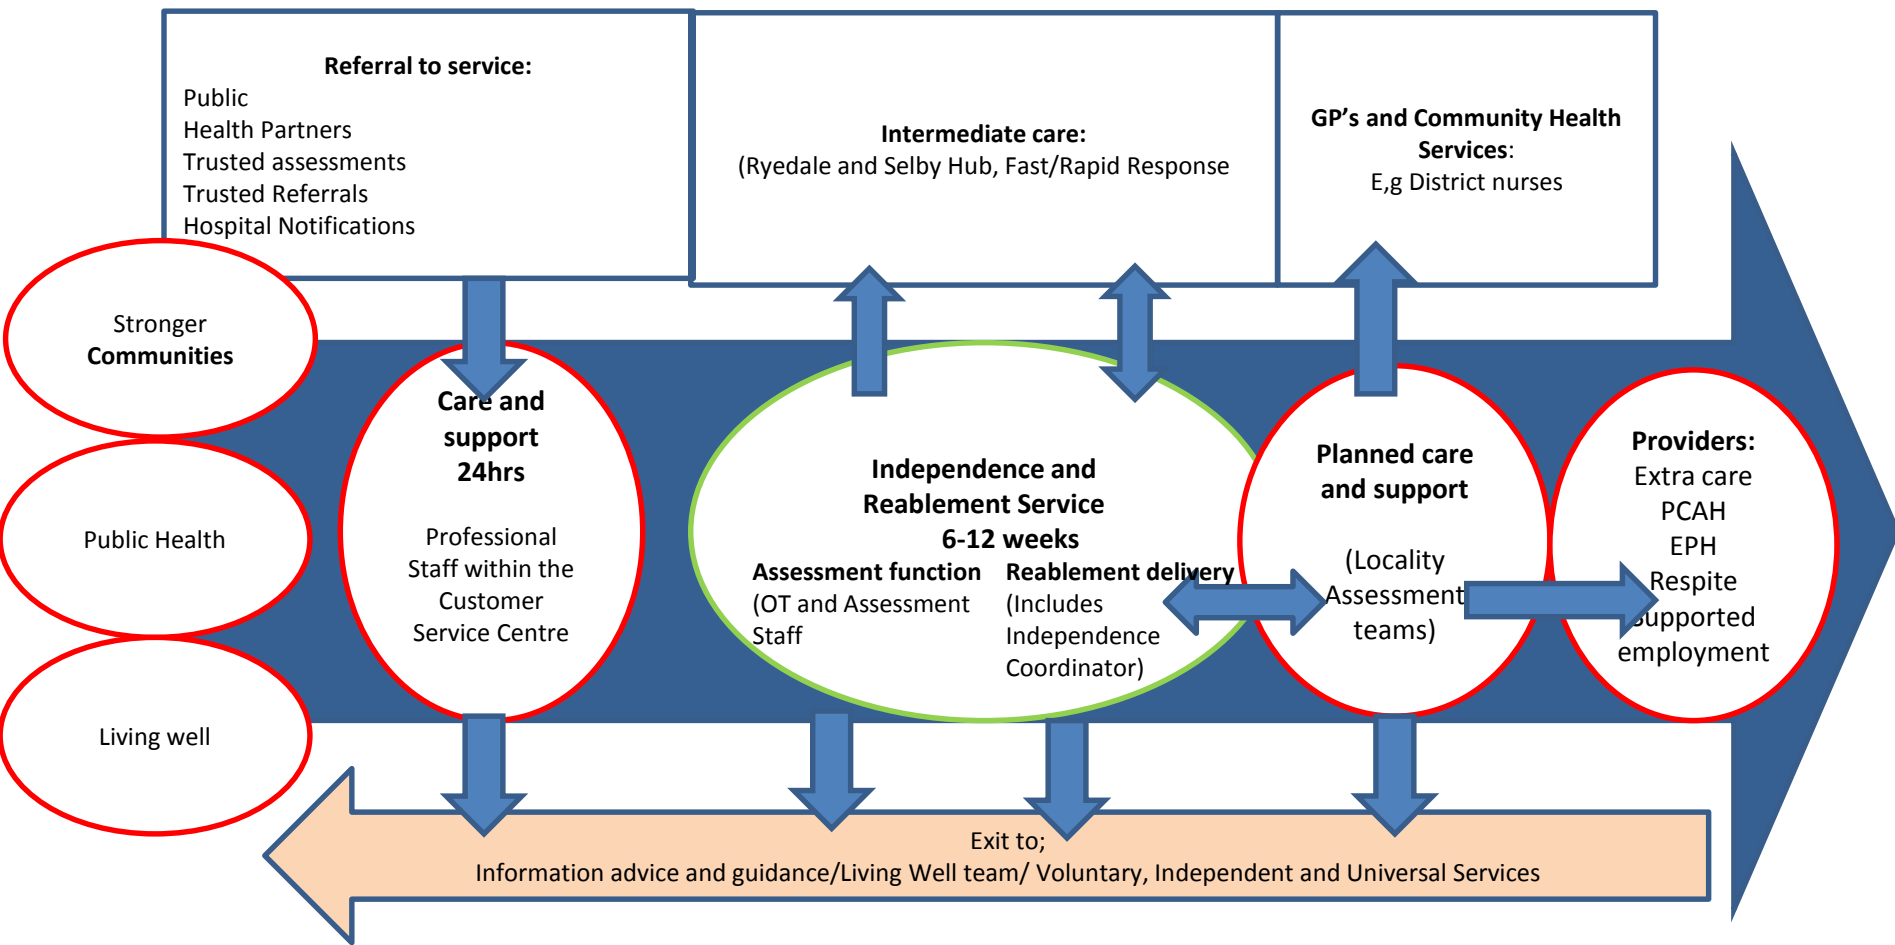 Referral to service:
Public
Health Partners
Trusted assessments
Trusted Referrals
Hospital Notifications
Intermediate care:
(Ryedale and Selby Hub, Fast/Rapid Response
GP’s and Community Health
Services:
E,g District nurses
Stronger
Communities
Public Health
Living well
Care and
support
24hrs
Professional
Staff within the
Customer
Service Centre
Independence and
Reablement Service
6-12 weeks
Assessment function
(OT and Assessment
Staff
Reablement delivery
(Includes
Independence
Coordinator)
Planned care
and support
(Locality
Assessment
teams)
Providers:
Extra care
PCAH
EPH
Respite
Supported
employment
Exit to;
Information advice and guidance/Living Well team/ Voluntary, Independent and Universal Services